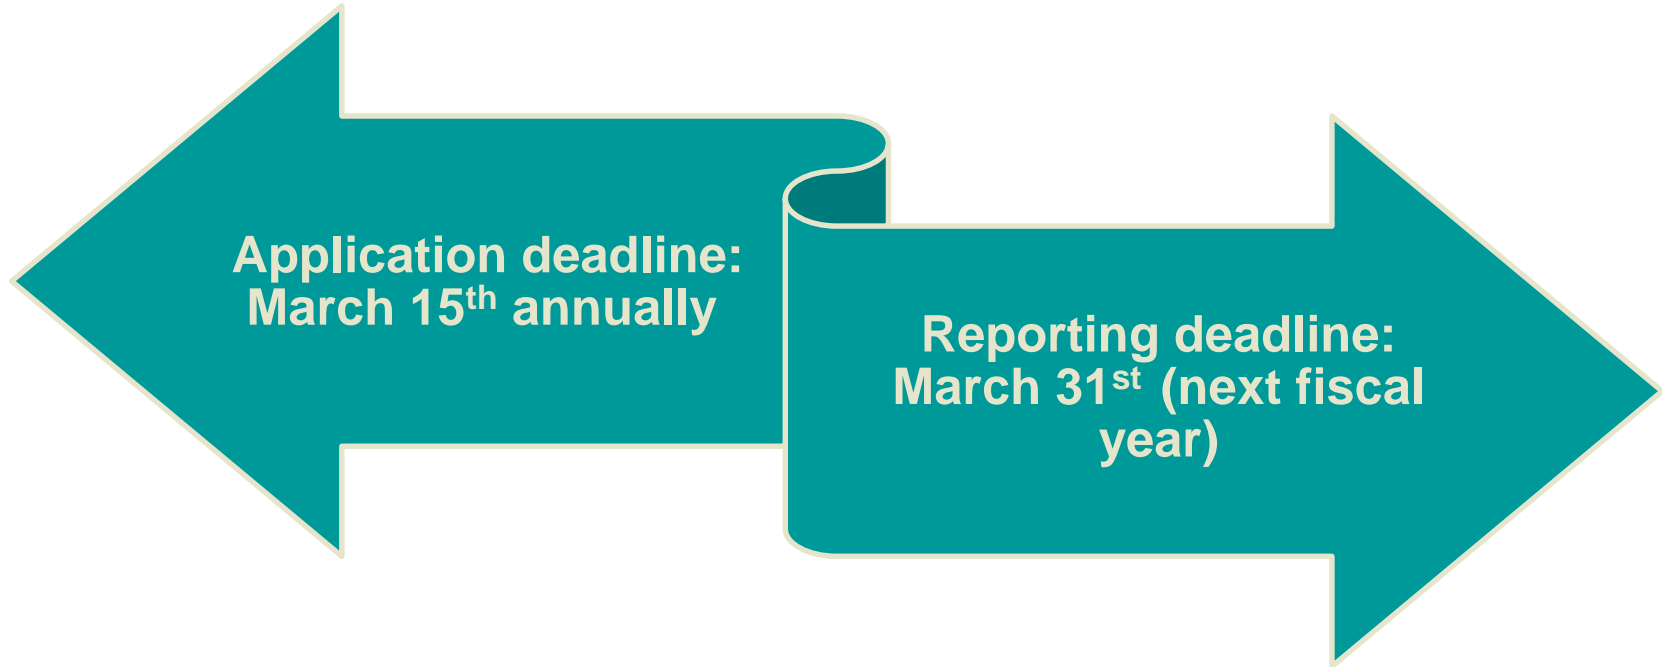 Application deadline:
March 15th annually
Reporting deadline:
March 31st (next fiscal
year)